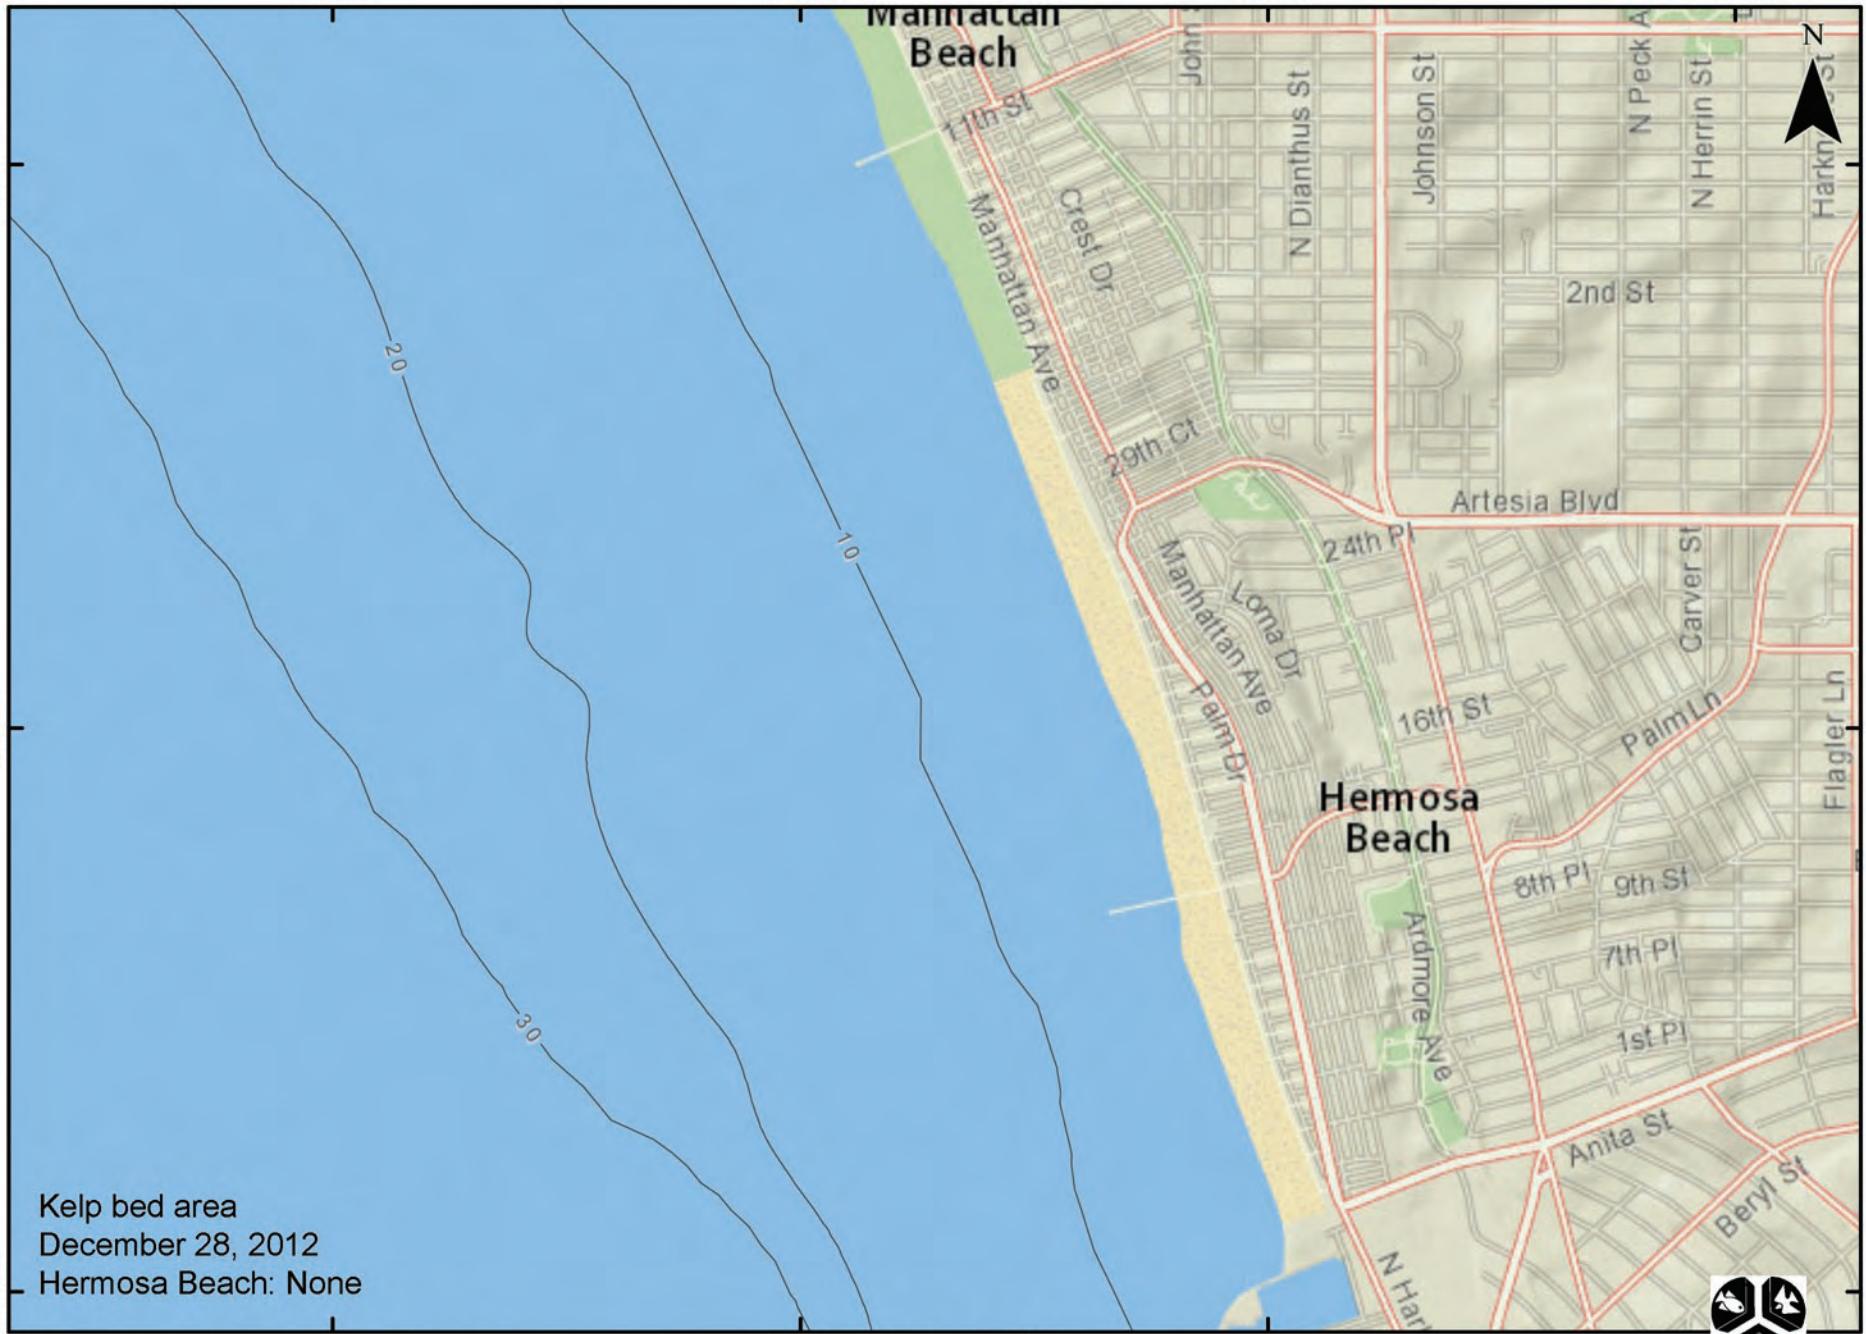 Manhattan
Beach
N
11th St
John
N Dianthus St
Johnson St
N Peck A
N Herrin St
Harkn
St
Manhattan Ave
Crest Dr
2nd St
20
29th Ct
Artesia Blvd
10
24th Pl
Carver St
Manhattan Ave
Loma Dr
Palm Dr
16th St
Palm Ln
Flagler Ln
Hermosa
Beach
8th Pl
9th St
Ardmore Ave
7th Pl
30
1st Pl
Anita St
Beryl St
N Har
Kelp bed area
December 28, 2012
Hermosa Beach: None